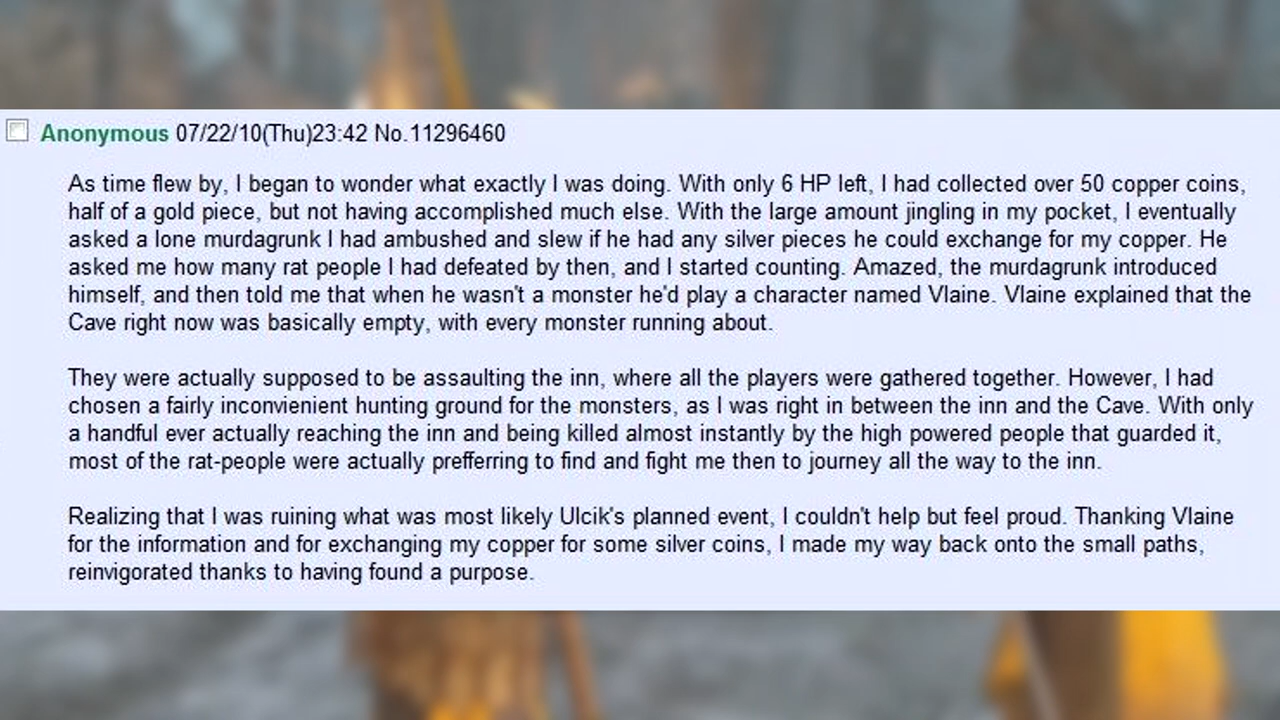 Anonymous 07/22/10(Thu)23:42 No.11296460
As time flew by, I began to wonder what exactly I was doing. With only 6 HP left, I had collected over 50 copper coins,
half of a gold piece, but not having accomplished much else. With the large amount jingling in my pocket, I eventually
asked a lone murdagrunk I had ambushed and slew if he had any silver pieces he could exchange for my copper. He
asked me how many rat people I had defeated by then, and I started counting. Amazed, the murdagrunk introduced
himself, and then told me that when he wasn't a monster he'd play a character named Vlaine. Vlaine explained that the
Cave right now was basically empty, with every monster running about.
They were actually supposed to be assaulting the inn, where all the players were gathered together. However, I had
chosen a fairly inconvienient hunting ground for the monsters, as I was right in between the inn and the Cave. With only
a handful ever actually reaching the inn and being killed almost instantly by the high powered people that guarded it,
most of the rat-people were actually prefferring to find and fight me then to journey all the way to the inn.
Realizing that I was ruining what was most likely Ulcik's planned event, I couldn't help but feel proud. Thanking Vlaine
for the information and for exchanging my copper for some silver coins, I made my way back onto the small paths,
reinvigorated thanks to having found a purpose.